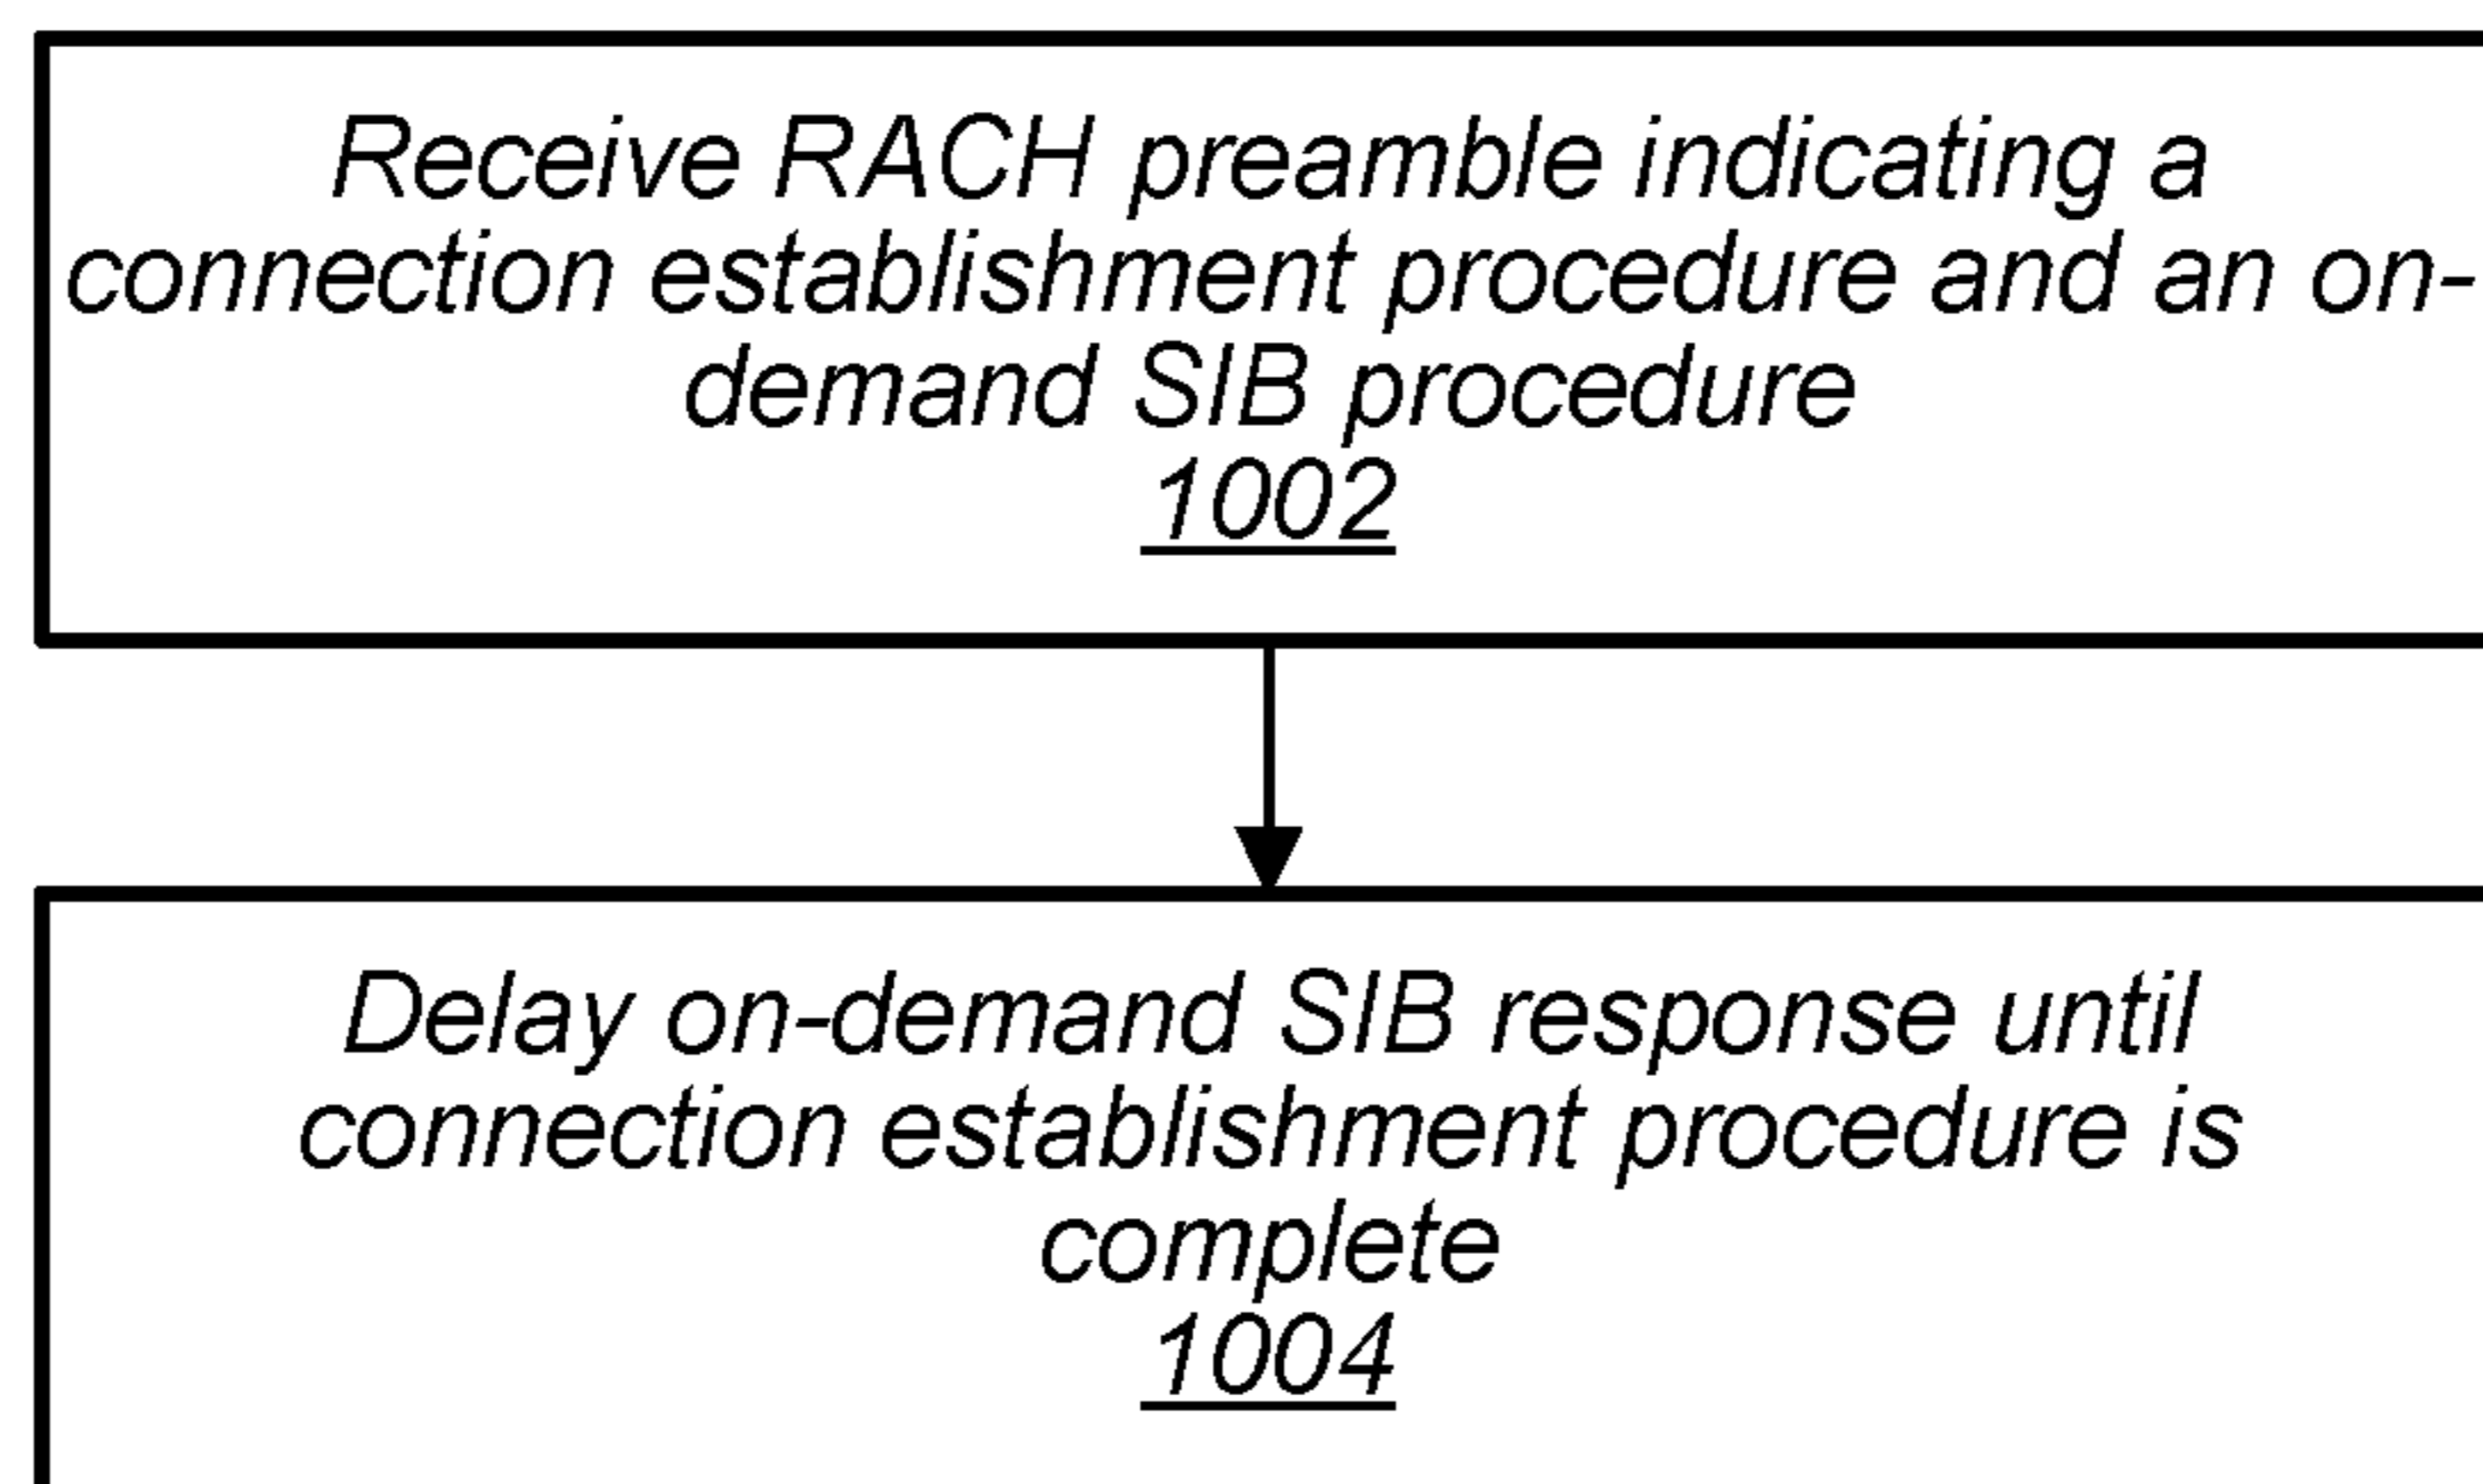 Receive RACH preamble indicating a
connection establishment procedure and an on-
demand SIB procedure
1002
Delay on-demand SIB response until
connection establishment procedure is
complete
1004